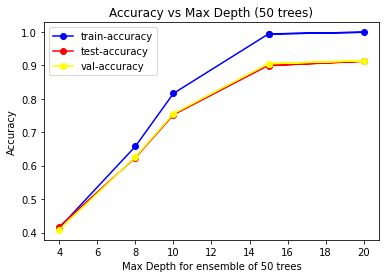 Accuracy vs Max Depth (50 trees)
train-accuracy
test-accuracy
val-accuracy
Accuracy
1.0
0.9
0.8
0.7
0.6
0.5
0.4
4 6 8 10 12 14 16 18 20
Max Depth for ensemble of 50 trees